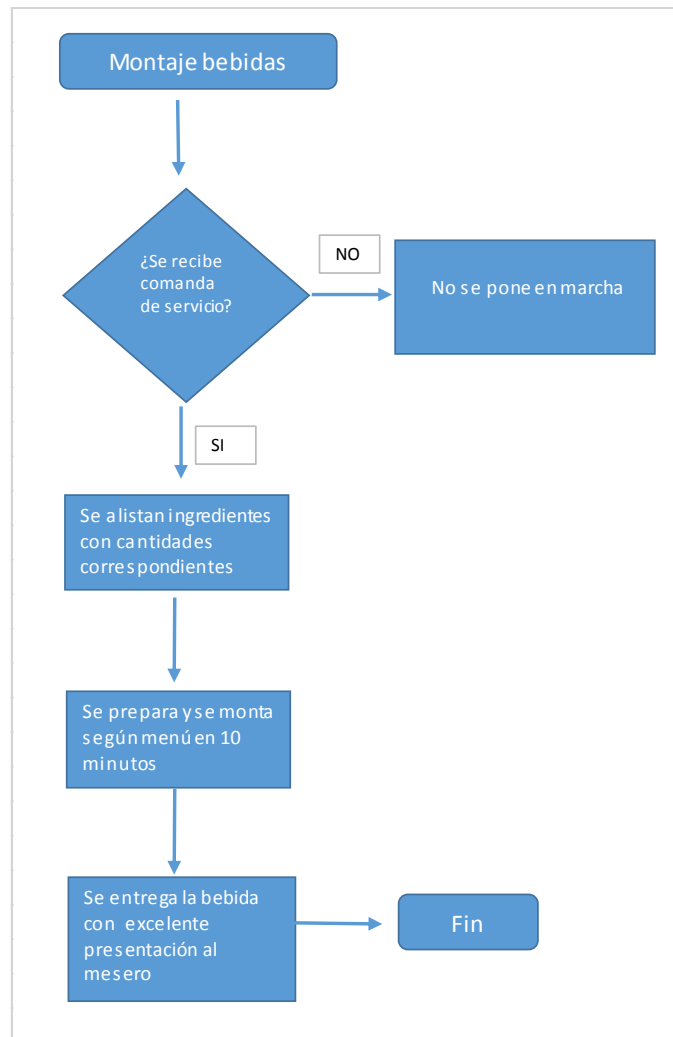 Montaje bebidas
¿Se recibe
comanda
de servicio?
NO
No se pone en marcha
SI
Se alistan ingredientes
con cantidades
correspondientes
Se prepara y se monta
según menú en 10
minutos
Se entrega la bebida
con excelente
presentación al
mesero
Fin